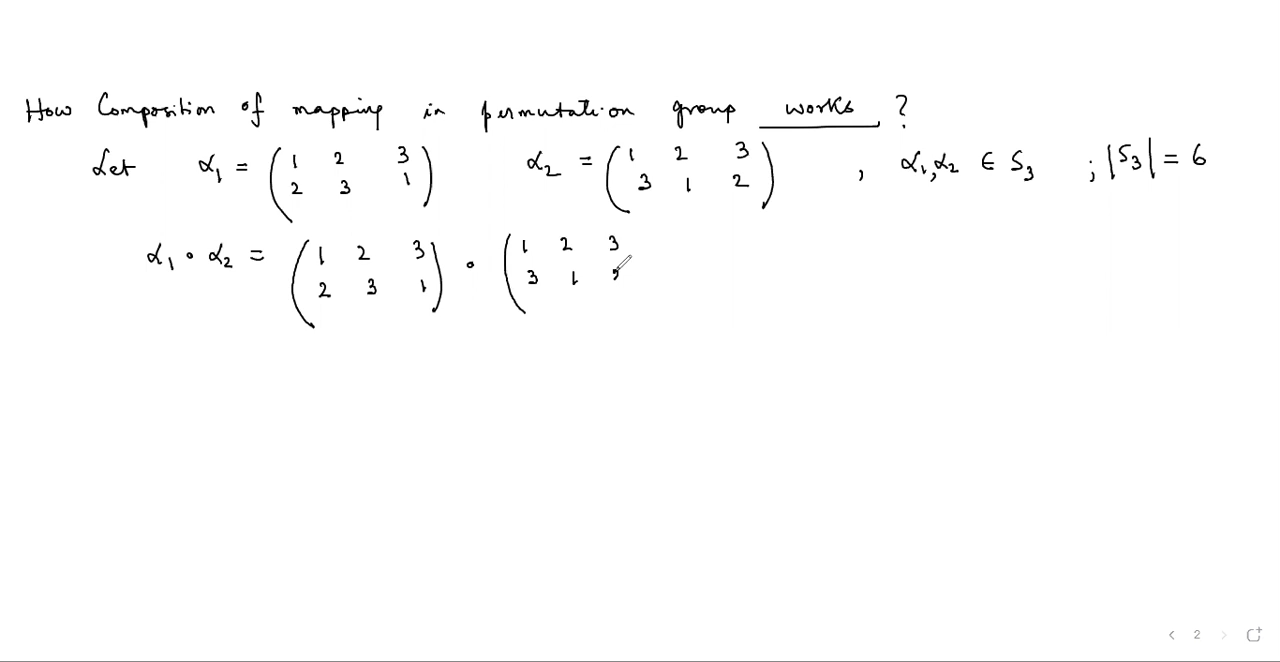 How Composition of mapping in permutation group works ?
Let α₁ = ( 1 2 3 ) α₂ = ( 1 2 3 ) , α₁,α₂ ∈ S₃ ; |S₃| = 6
2 3 1 3 1 2
α₁ ∘ α₂ = ( 1 2 3 ) ∘ ( 1 2 3
2 3 1 3 1
2